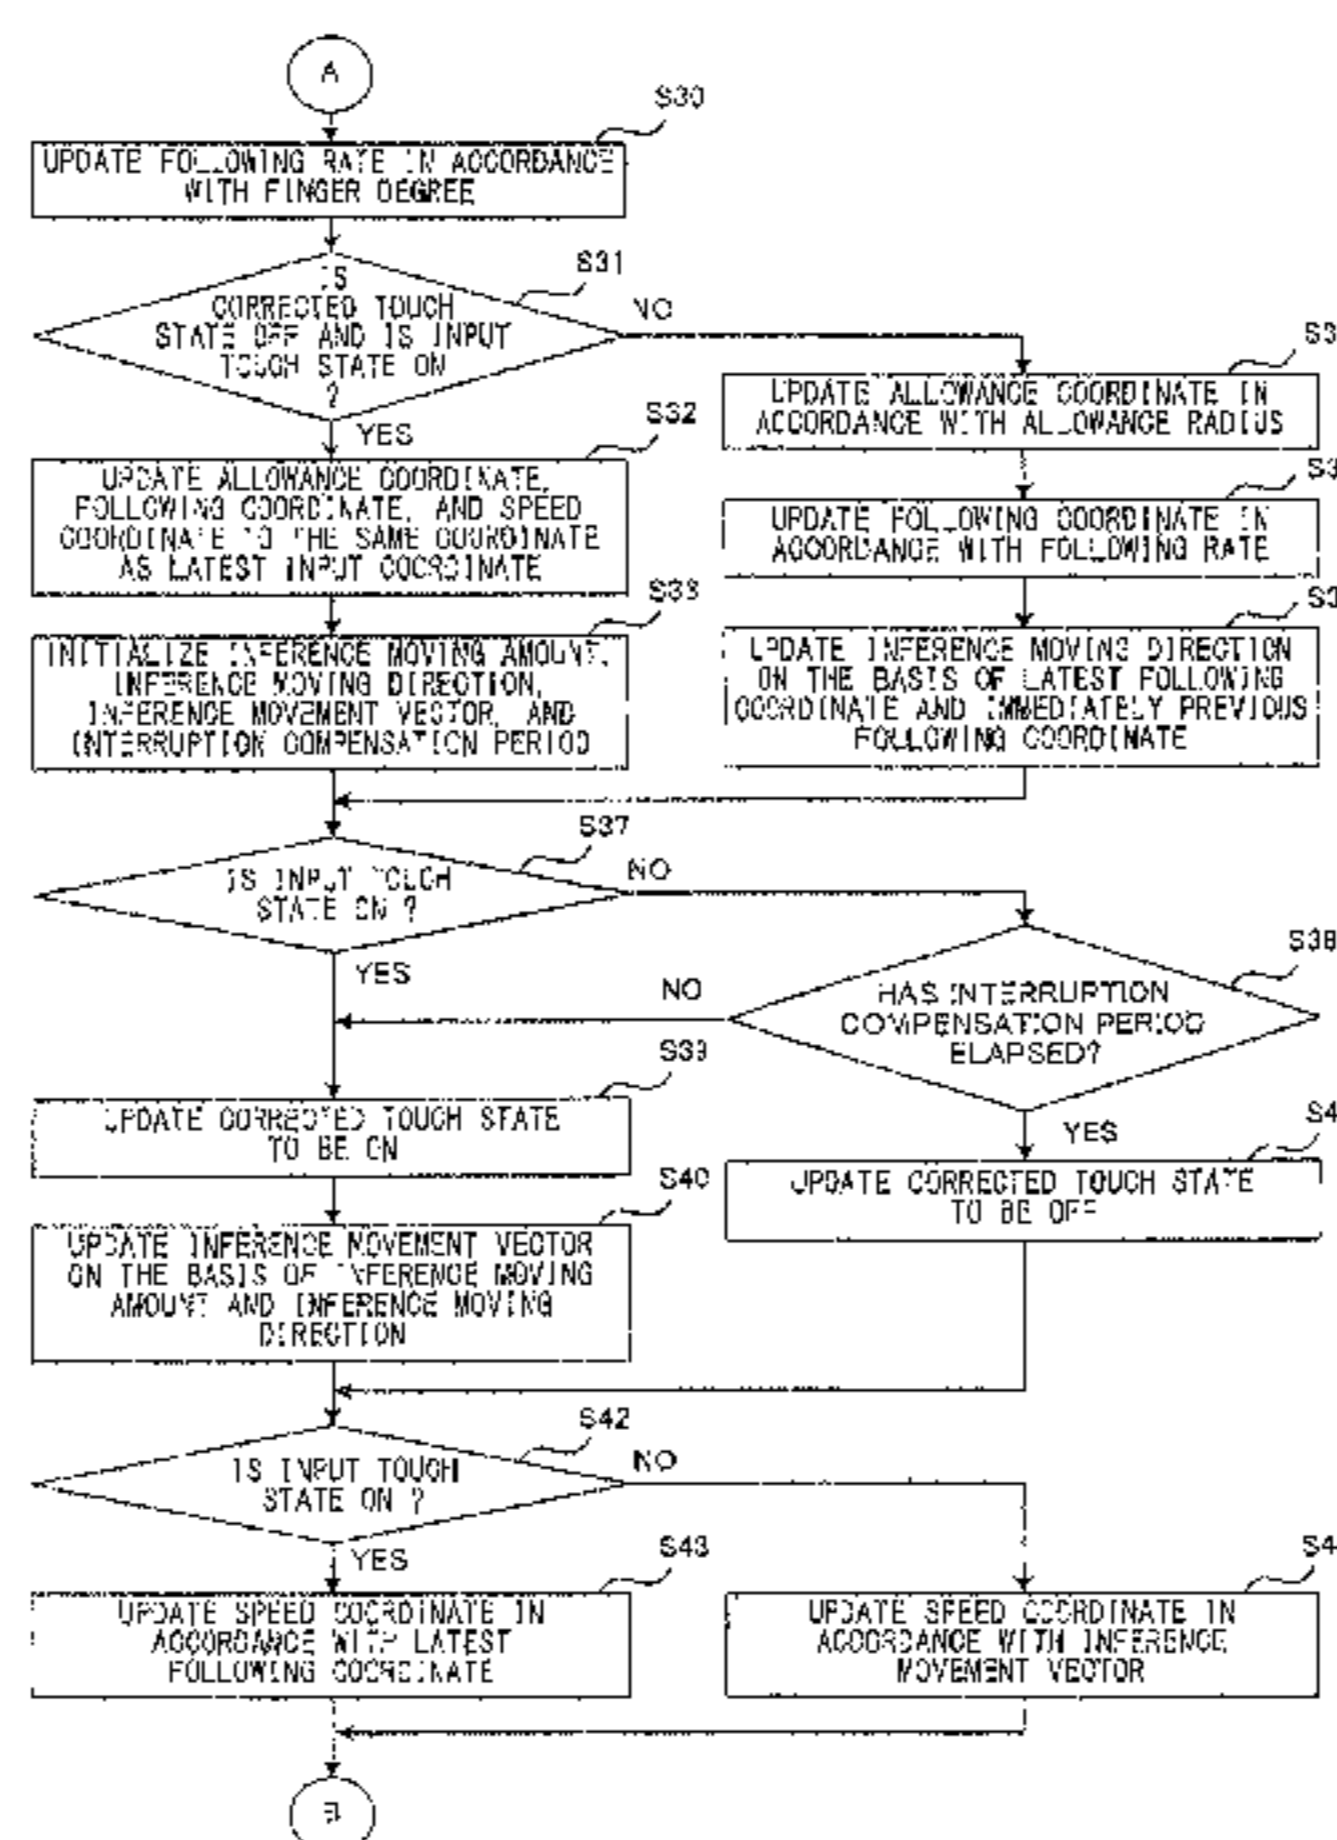 A
S30
UPDATE FOLLOWING RATE IN ACCORDANCE
WITH FINGER DEGREE
S31
IS
CORRECTED TOUCH
STATE OFF AND IS INPUT
TOUCH STATE ON
?
NO
YES
S3
UPDATE ALLOWANCE COORDINATE IN
ACCORDANCE WITH ALLOWANCE RADIUS
S32
UPDATE ALLOWANCE COORDINATE,
FOLLOWING COORDINATE, AND SPEED
COORDINATE TO THE SAME COORDINATE
AS LATEST INPUT COORDINATE
S3
UPDATE FOLLOWING COORDINATE IN
ACCORDANCE WITH FOLLOWING RATE
S33
INITIALIZE INFERENCE MOVING AMOUNT,
INFERENCE MOVING DIRECTION,
INFERENCE MOVEMENT VECTOR, AND
INTERRUPTION COMPENSATION PERIOD
S3
UPDATE INFERENCE MOVING DIRECTION
ON THE BASIS OF LATEST FOLLOWING
COORDINATE AND IMMEDIATELY PREVIOUS
FOLLOWING COORDINATE
S37
IS INPUT TOUCH
STATE ON ?
NO
YES
S38
HAS INTERRUPTION
COMPENSATION PERIOD
ELAPSED?
NO
YES
S39
UPDATE CORRECTED TOUCH STATE
TO BE ON
S4
UPDATE CORRECTED TOUCH STATE
TO BE OFF
S40
UPDATE INFERENCE MOVEMENT VECTOR
ON THE BASIS OF INFERENCE MOVING
AMOUNT AND INFERENCE MOVING
DIRECTION
S42
IS INPUT TOUCH
STATE ON ?
NO
YES
S43
UPDATE SPEED COORDINATE IN
ACCORDANCE WITH LATEST
FOLLOWING COORDINATE
S4
UPDATE SPEED COORDINATE IN
ACCORDANCE WITH INFERENCE
MOVEMENT VECTOR
B